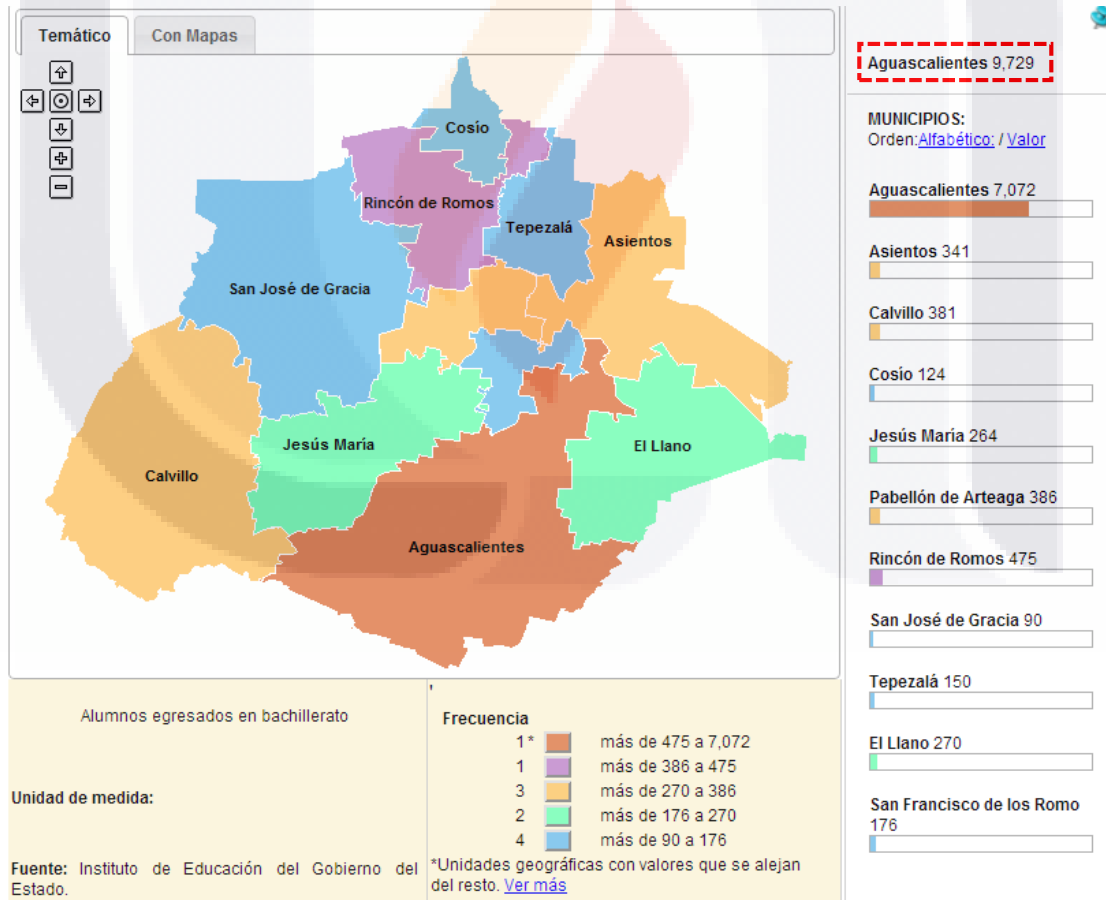 Temático
Con Mapas
Cosío
Rincón de Romos
Tepezalá
Asientos
San José de Gracia
Jesús María
El Llano
Calvillo
Aguascalientes
Alumnos egresados en bachillerato
Unidad de medida:
Fuente: Instituto de Educación del Gobierno del
Estado.
'
Frecuencia
1* más de 475 a 7,072
1 más de 386 a 475
3 más de 270 a 386
2 más de 176 a 270
4 más de 90 a 176
*Unidades geográficas con valores que se alejan
del resto. Ver más
Aguascalientes 9,729
MUNICIPIOS:
Orden:Alfabético: / Valor
Aguascalientes 7,072
Asientos 341
Calvillo 381
Cosío 124
Jesús María 264
Pabellón de Arteaga 386
Rincón de Romos 475
San José de Gracia 90
Tepezalá 150
El Llano 270
San Francisco de los Romo
176